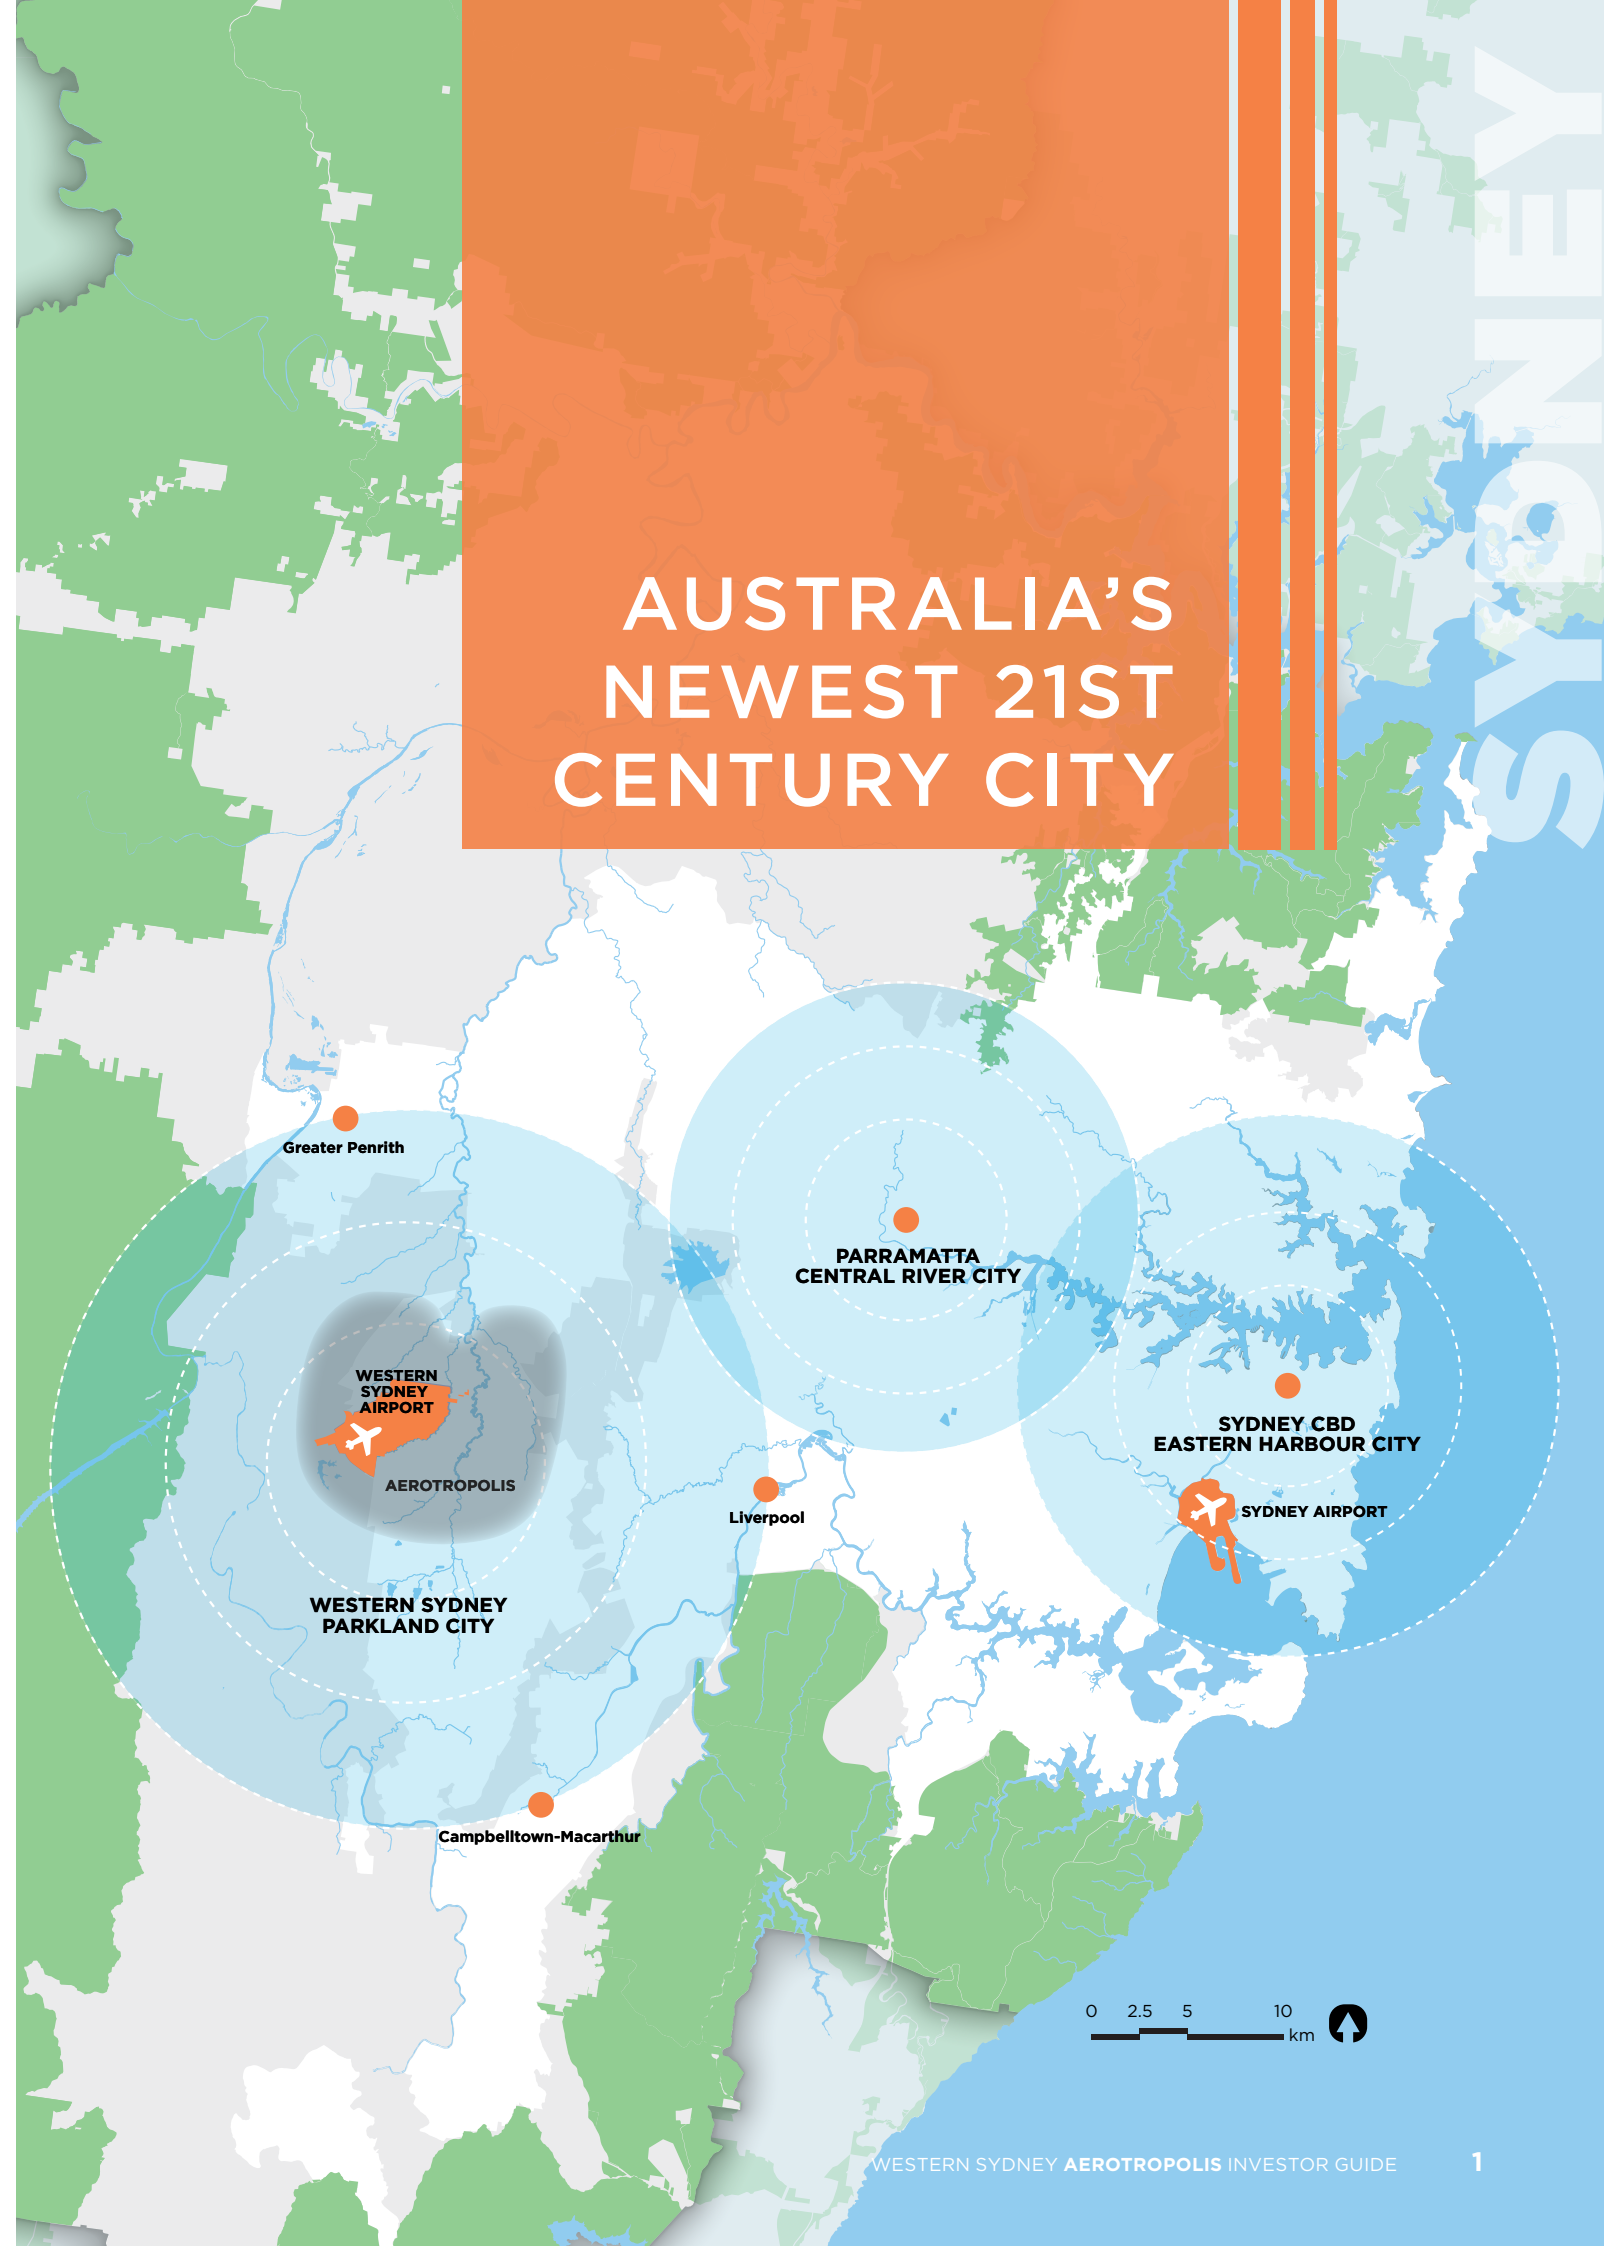 SYDNEY
AUSTRALIA’S
NEWEST 21ST
CENTURY CITY
Greater Penrith
PARRAMATTA
CENTRAL RIVER CITY
WESTERN
SYDNEY
AIRPORT
AEROTROPOLIS
SYDNEY CBD
EASTERN HARBOUR CITY
Liverpool
SYDNEY AIRPORT
WESTERN SYDNEY
PARKLAND CITY
Campbelltown-Macarthur
0 2.5 5 10
km
WESTERN SYDNEY AEROTROPOLIS INVESTOR GUIDE 1